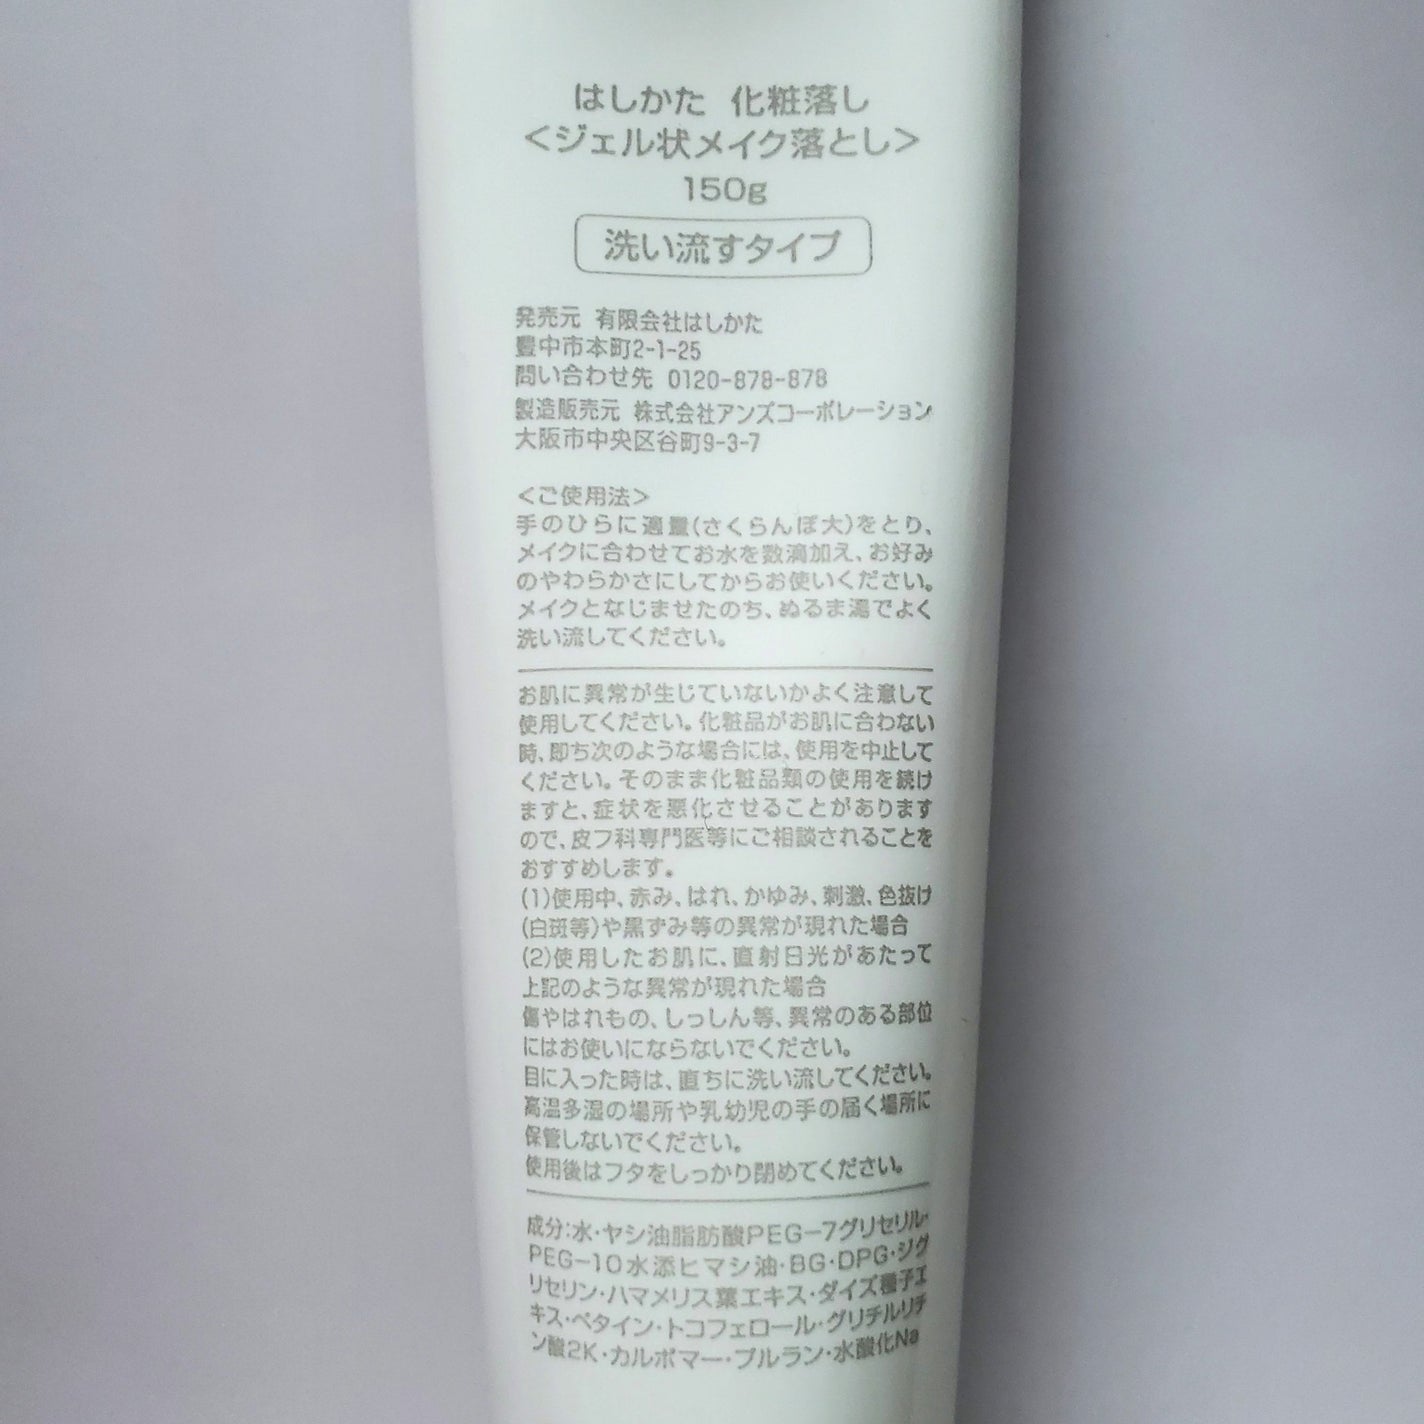 はしかた 化粧落し
<ジェル状メイク落とし>
150g
洗い流すタイプ
発売元 有限会社はしかた
豊中市本町2-1-25
問い合わせ先 0120-878-878
製造販売元 株式会社アンズコーポレーション
大阪市中央区谷町9-3-7
<ご使用法>
手のひらに適量(さくらんぼ大)をとり、
メイクに合わせてお水を数滴加え、お好み
のやわらかさにしてからお使いください。
メイクとなじませたのち、ぬるま湯でよく
洗い流してください。
お肌に異常が生じていないかよく注意して
使用してください。化粧品がお肌に合わない
時、即ち次のような場合には、使用を中止して
ください。そのまま化粧品類の使用を続け
ますと、症状を悪化させることがあります
ので、皮フ科専門医等にご相談されることを
おすすめします。
(1)使用中、赤み、はれ、かゆみ、刺激、色抜け
(白斑等)や黒ずみ等の異常が現れた場合
(2)使用したお肌に、直射日光があたって
上記のような異常が現れた場合
傷やはれもの、しっしん等、異常のある部位
にはお使いにならないでください。
目に入った時は、直ちに洗い流してください。
高温多湿の場所や乳幼児の手の届く場所に
保管しないでください。
使用後はフタをしっかり閉めてください。
成分:水・ヤシ油脂肪酸PEG-7グリセリル・
PEG-10水添ヒマシ油・BG・DPG・ジグ
リセリン・ハマメリス葉エキス・ダイズ種子エ
キス・ベタイン・トコフェロール・グリチルリチ
ン酸2K・カルボマー・プルラン・水酸化Na